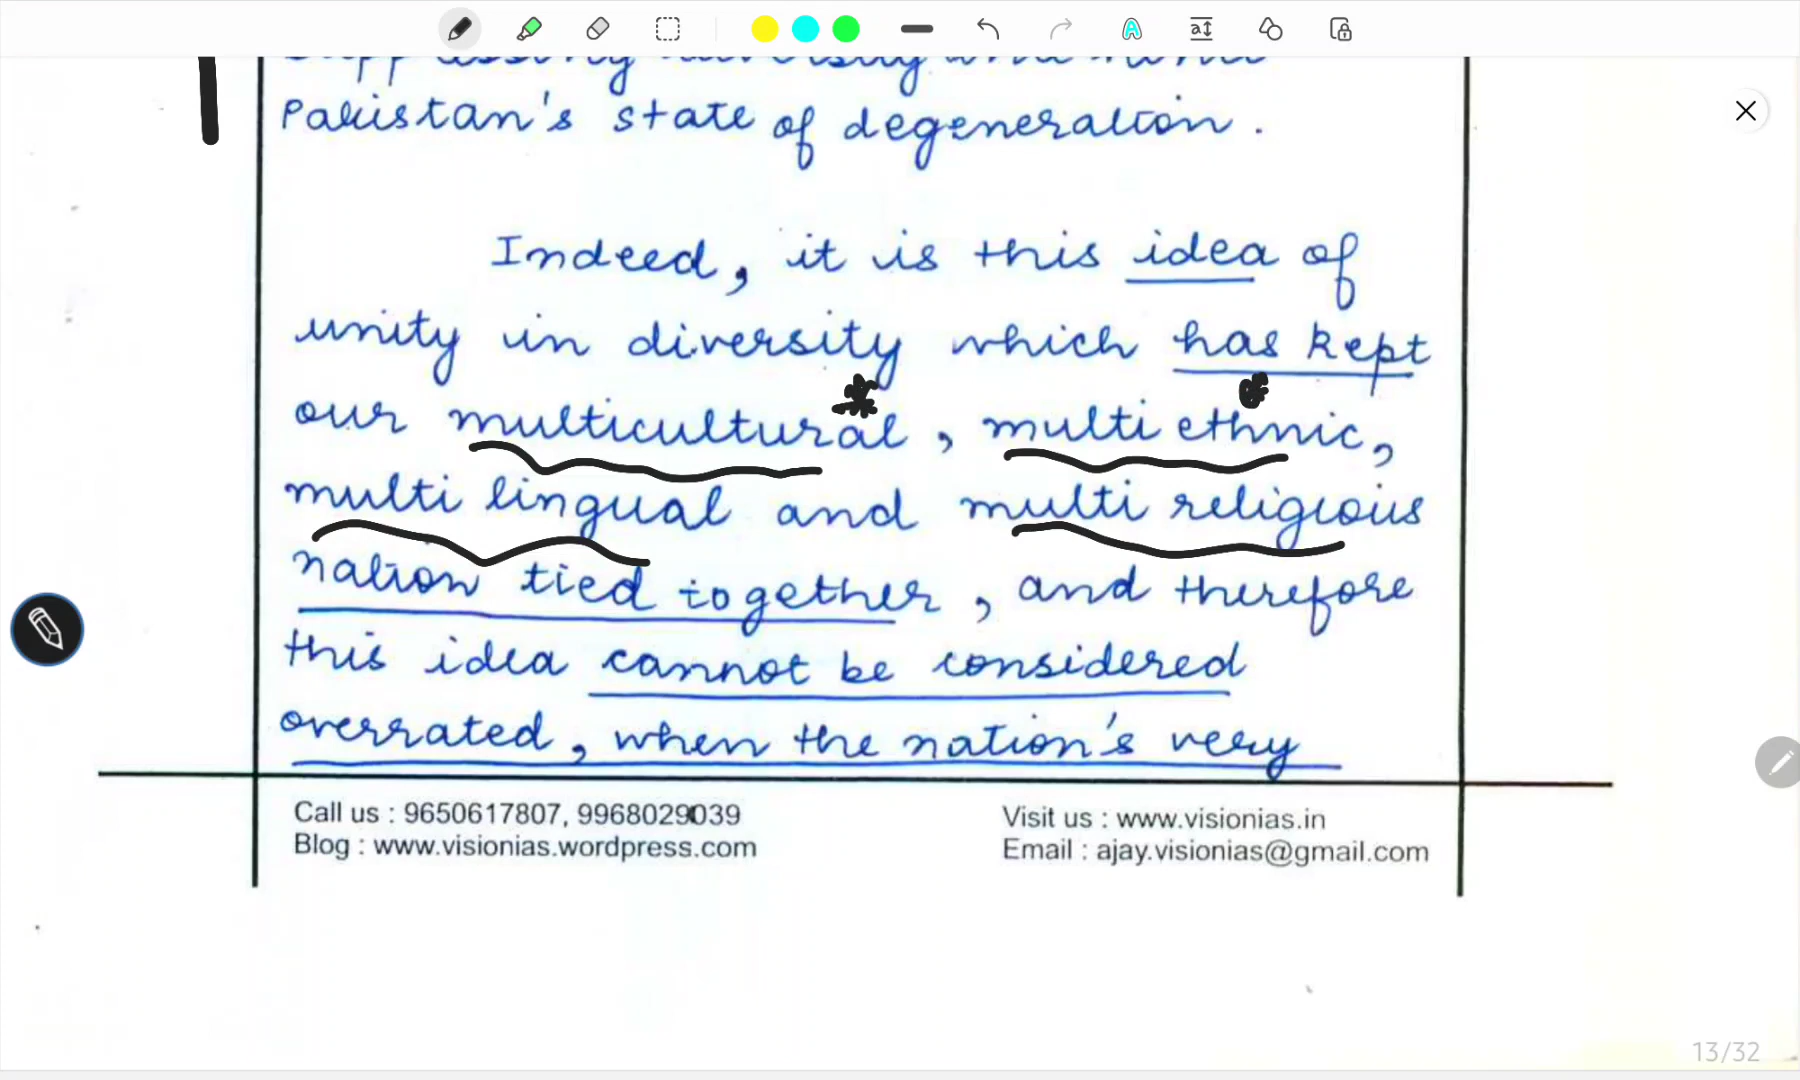 diversity and
Pakistan's state of degeneration.
Indeed, it is this idea of
unity in diversity which has kept
our multicultural, multi ethnic,
multi lingual and multi religious
nation tied together, and therefore
this idea cannot be considered
overrated, when the nation's very
Call us : 9650617807, 9968029039
Blog : www.visionias.wordpress.com
Visit us : www.visionias.in
Email : ajay.visionias@gmail.com
13/32